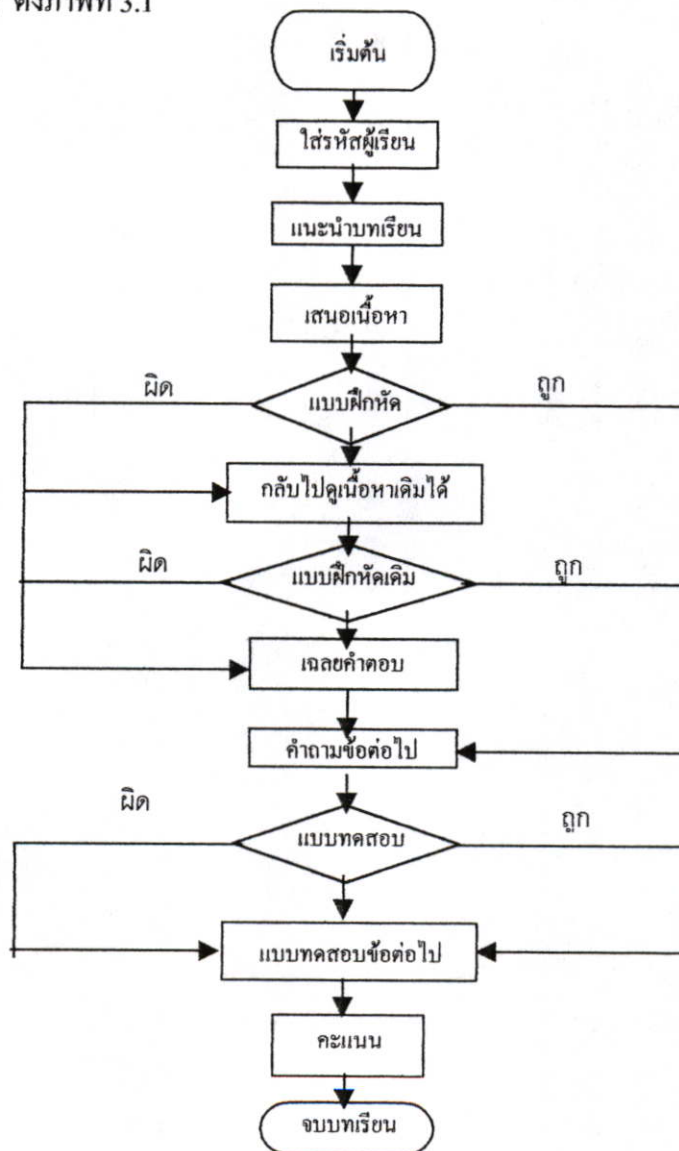 ดังภาพที่ 3.1
เริ่มต้น
ใส่รหัสผู้เรียน
แนะนำบทเรียน
เสนอเนื้อหา
ผิด
แบบฝึกหัด
ถูก
กลับไปดูเนื้อหาเดิมได้
ผิด
แบบฝึกหัดเดิม
ถูก
เฉลยคำตอบ
คำถามข้อต่อไป
ผิด
แบบทดสอบ
ถูก
แบบทดสอบข้อต่อไป
คะแนน
จบบทเรียน